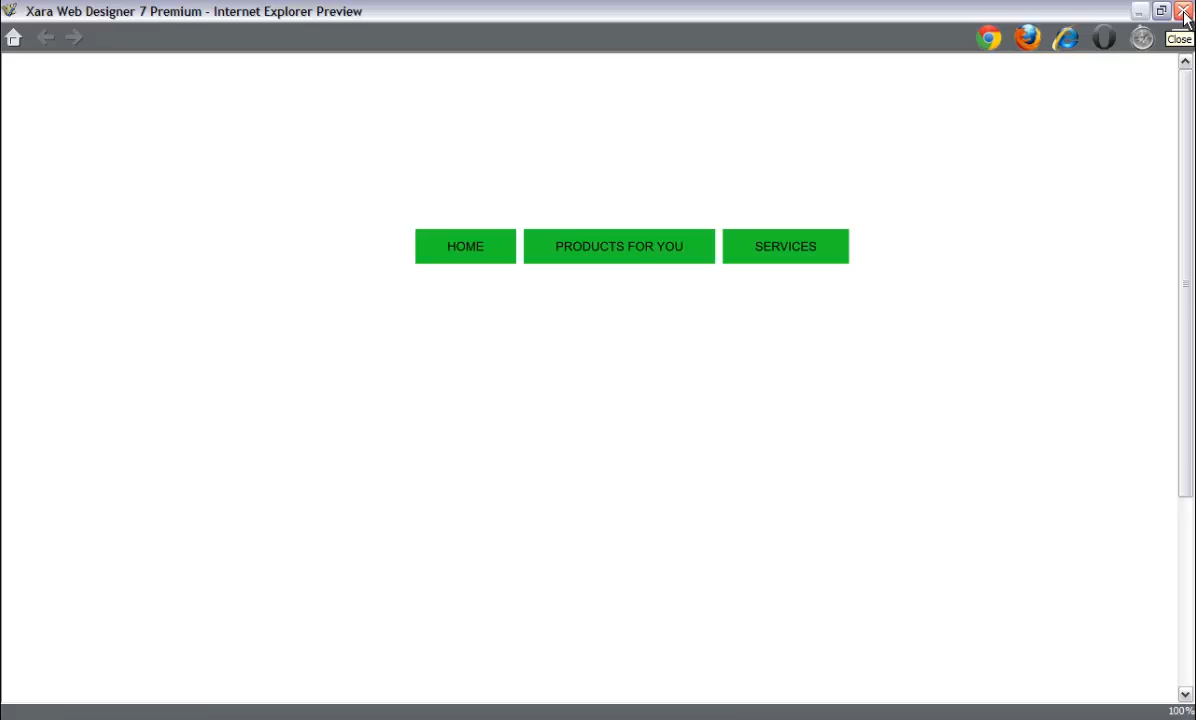 Xara Web Designer 7 Premium - Internet Explorer Preview
Close
HOME PRODUCTS FOR YOU SERVICES
100%